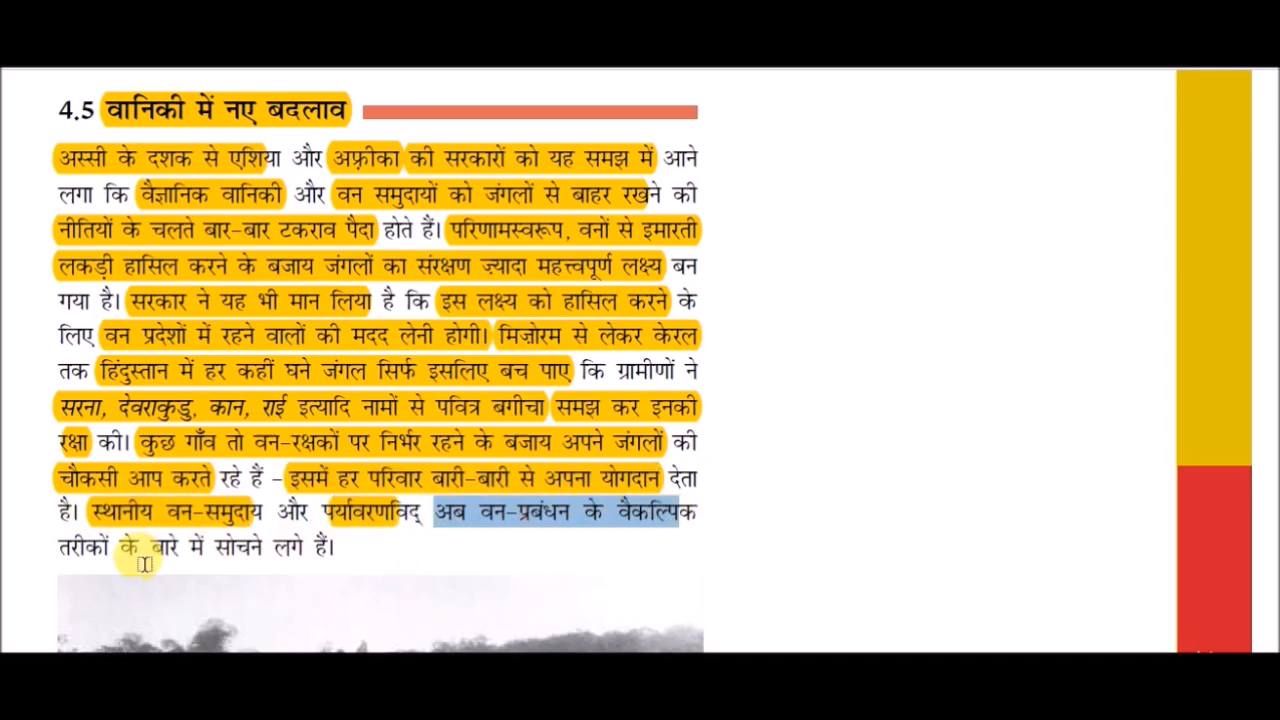 4.5 वानिकी में नए बदलाव
अस्सी के दशक से एशिया और अफ़्रीका की सरकारों को यह समझ में आने
लगा कि वैज्ञानिक वानिकी और वन समुदायों को जंगलों से बाहर रखने की
नीतियों के चलते बार-बार टकराव पैदा होते हैं। परिणामस्वरूप, वनों से इमारती
लकड़ी हासिल करने के बजाय जंगलों का संरक्षण ज़्यादा महत्त्वपूर्ण लक्ष्य बन
गया है। सरकार ने यह भी मान लिया है कि इस लक्ष्य को हासिल करने के
लिए वन प्रदेशों में रहने वालों की मदद लेनी होगी। मिज़ोरम से लेकर केरल
तक हिंदुस्तान में हर कहीं घने जंगल सिर्फ इसलिए बच पाए कि ग्रामीणों ने
सरना, देवराकुडु, कान, राई इत्यादि नामों से पवित्र बगीचा समझ कर इनकी
रक्षा की। कुछ गाँव तो वन-रक्षकों पर निर्भर रहने के बजाय अपने जंगलों की
चौकसी आप करते रहे हैं - इसमें हर परिवार बारी-बारी से अपना योगदान देता
है। स्थानीय वन-समुदाय और पर्यावरणविद् अब वन-प्रबंधन के वैकल्पिक
तरीकों के बारे में सोचने लगे हैं।